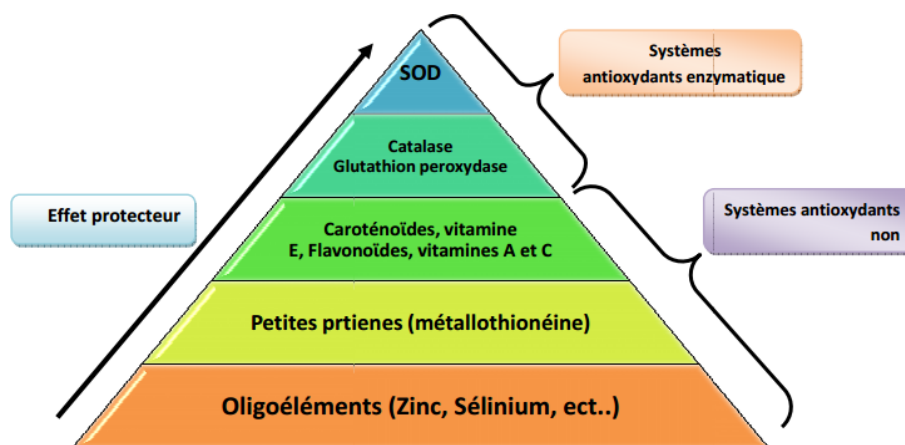 SOD
Systèmes
antioxydants enzymatique
Catalase
Glutathion peroxydase
Effet protecteur
Caroténoïdes, vitamine
E, Flavonoïdes, vitamines A et C
Systèmes antioxydants
non
Petites prtienes (métallothionéine)
Oligoéléments (Zinc, Sélinium, ect..)